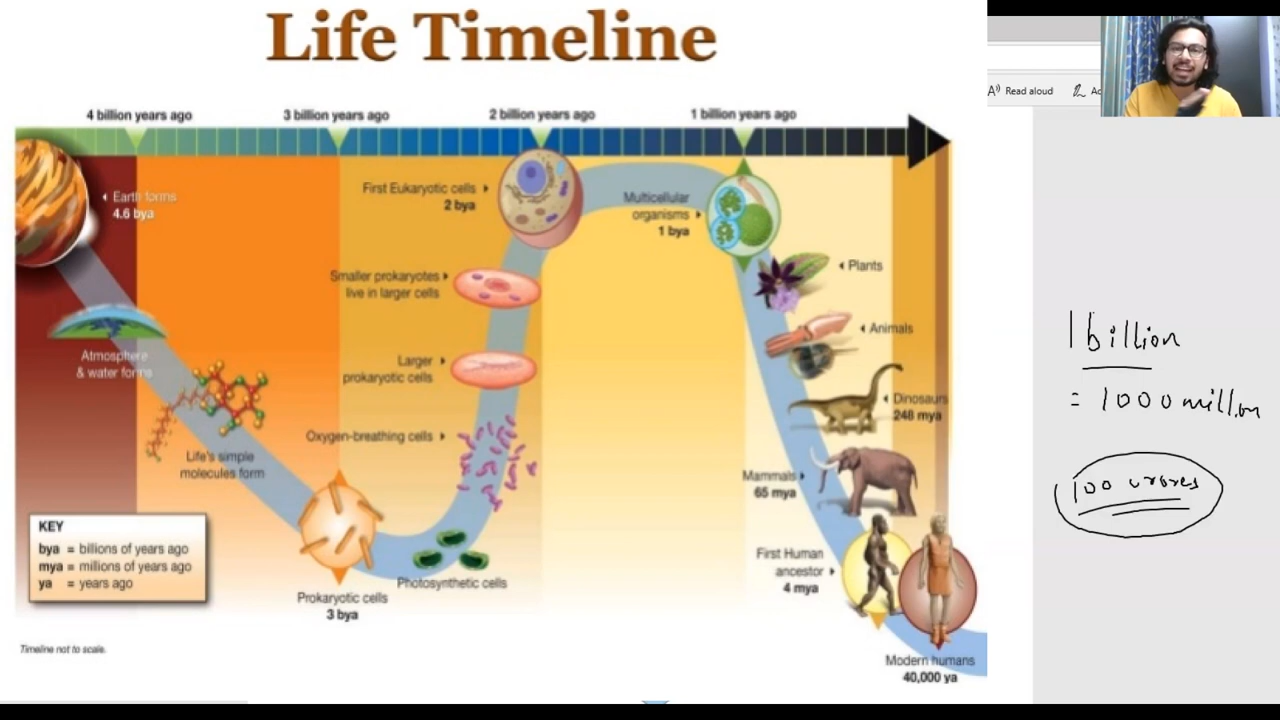 Life Timeline
4 billion years ago
3 billion years ago
2 billion years ago
1 billion years ago
Read aloud
Earth forms
4.6 bya
First Eukaryotic cells
2 bya
Multicellular
organisms
1 bya
Plants
Smaller prokaryotes
live in larger cells
Animals
Atmosphere
& water forms
Larger
prokaryotic cells
Dinosaurs
248 mya
Oxygen-breathing cells
Life's simple
molecules form
Mammals
65 mya
KEY
bya = billions of years ago
mya = millions of years ago
ya = years ago
Photosynthetic cells
Prokaryotic cells
3 bya
First Human
ancestor
4 mya
Timeline not to scale.
Modern humans
40,000 ya
1 billion
= 1000 million
100 crores